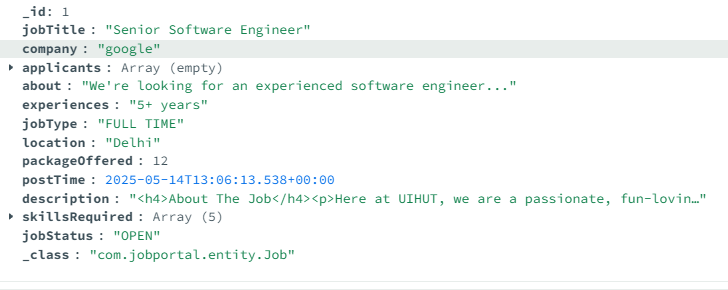 _id: 1
jobTitle : "Senior Software Engineer"
company : "google"
applicants : Array (empty)
about : "We're looking for an experienced software engineer..."
experiences : "5+ years"
jobType : "FULL TIME"
location : "Delhi"
packageOffered : 12
postTime : 2025-05-14T13:06:13.538+00:00
description : "<h4>About The Job</h4><p>Here at UIHUT, we are a passionate, fun-lovin…"
skillsRequired : Array (5)
jobStatus : "OPEN"
_class : "com.jobportal.entity.Job"